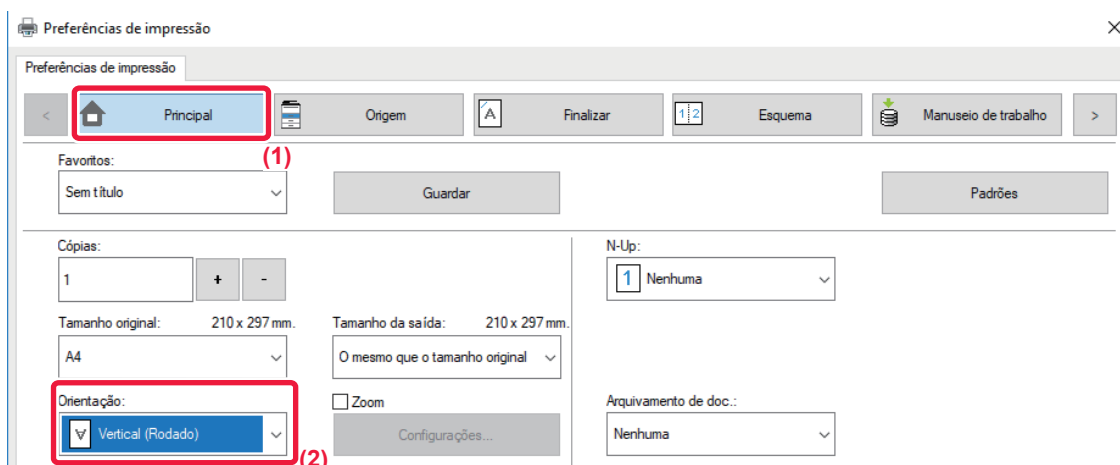 Preferências de impressão
Preferências de impressão
< Principal Origem A Finalizar 1 2 Esquema Manuseio de trabalho >
(1)
Favoritos:
Sem título Guardar Padrões
Cópias: N-Up:
1 + - 1 Nenhuma
Tamanho original: 210 x 297 mm. Tamanho da saída: 210 x 297 mm.
A4 O mesmo que o tamanho original
Orientação: Zoom Arquivamento de doc.:
Vertical (Rodado) Configurações... Nenhuma
(2)